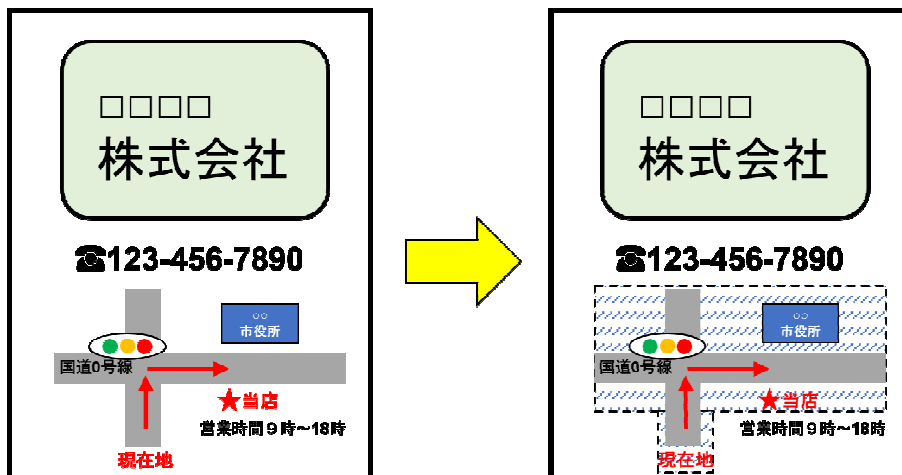 □□□□
株式会社
☎123-456-7890
○○
市役所
国道0号線
★当店
営業時間９時～18時
現在地
□□□□
株式会社
☎123-456-7890
○○
市役所
国道0号線
★当店
営業時間９時～18時
現在地